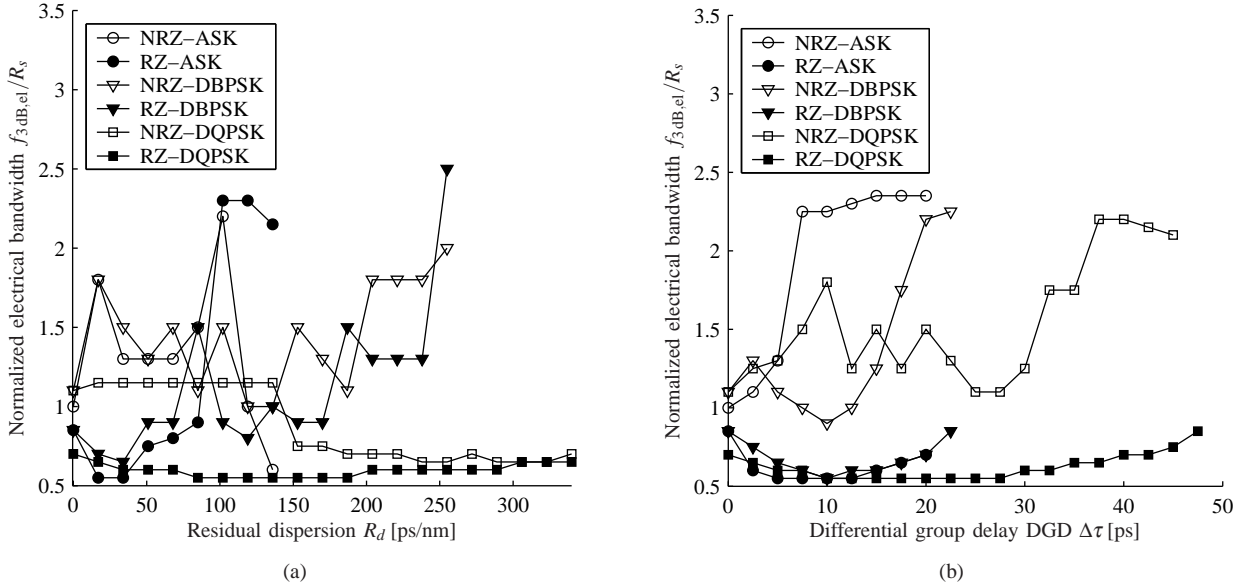 3.5
3
2.5
2
1.5
1
0.5
0
50
100
150
200
250
300
Normalized electrical bandwidth f3 dB,el/Rs
Residual dispersion Rd [ps/nm]
NRZ−ASK
RZ−ASK
NRZ−DBPSK
RZ−DBPSK
NRZ−DQPSK
RZ−DQPSK
(a)
3.5
3
2.5
2
1.5
1
0.5
0
10
20
30
40
50
Normalized electrical bandwidth f3 dB,el/Rs
Differential group delay DGD Δτ [ps]
NRZ−ASK
RZ−ASK
NRZ−DBPSK
RZ−DBPSK
NRZ−DQPSK
RZ−DQPSK
(b)